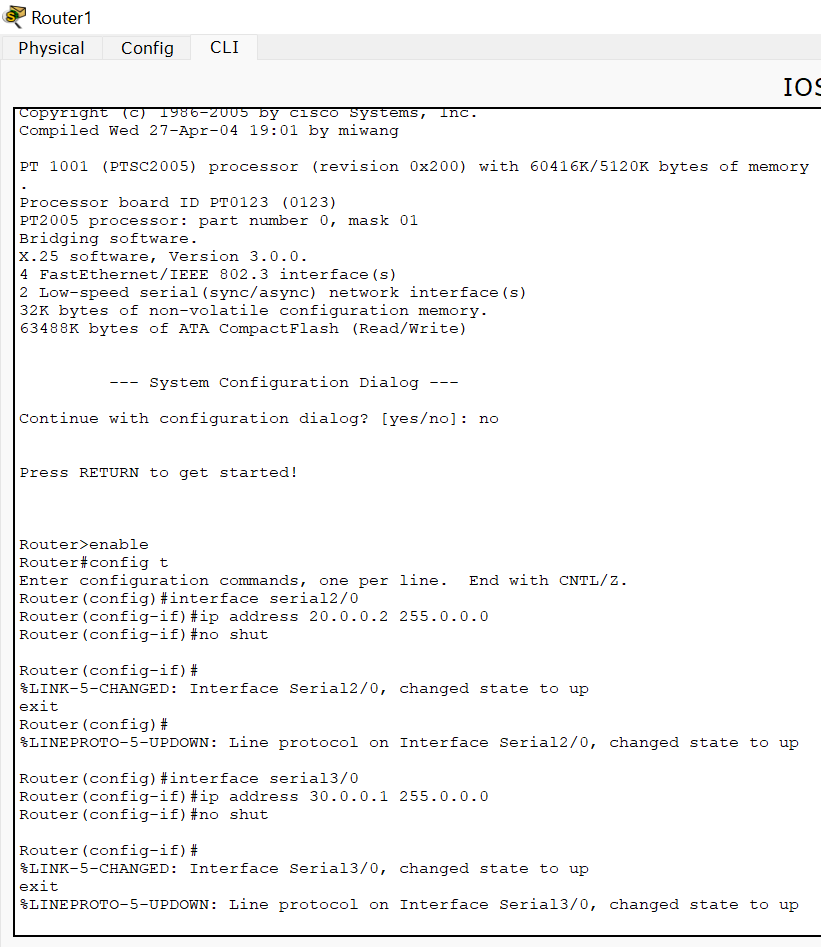 Router1
Physical Config CLI
IOS
Copyright (c) 1986-2005 by cisco Systems, Inc.
Compiled Wed 27-Apr-04 19:01 by miwang
PT 1001 (PTSC2005) processor (revision 0x200) with 60416K/5120K bytes of memory
.
Processor board ID PT0123 (0123)
PT2005 processor: part number 0, mask 01
Bridging software.
X.25 software, Version 3.0.0.
4 FastEthernet/IEEE 802.3 interface(s)
2 Low-speed serial(sync/async) network interface(s)
32K bytes of non-volatile configuration memory.
63488K bytes of ATA CompactFlash (Read/Write)
--- System Configuration Dialog ---
Continue with configuration dialog? [yes/no]: no
Press RETURN to get started!
Router>enable
Router#config t
Enter configuration commands, one per line.  End with CNTL/Z.
Router(config)#interface serial2/0
Router(config-if)#ip address 20.0.0.2 255.0.0.0
Router(config-if)#no shut
Router(config-if)#
%LINK-5-CHANGED: Interface Serial2/0, changed state to up
exit
Router(config)#
%LINEPROTO-5-UPDOWN: Line protocol on Interface Serial2/0, changed state to up
Router(config)#interface serial3/0
Router(config-if)#ip address 30.0.0.1 255.0.0.0
Router(config-if)#no shut
Router(config-if)#
%LINK-5-CHANGED: Interface Serial3/0, changed state to up
exit
%LINEPROTO-5-UPDOWN: Line protocol on Interface Serial3/0, changed state to up